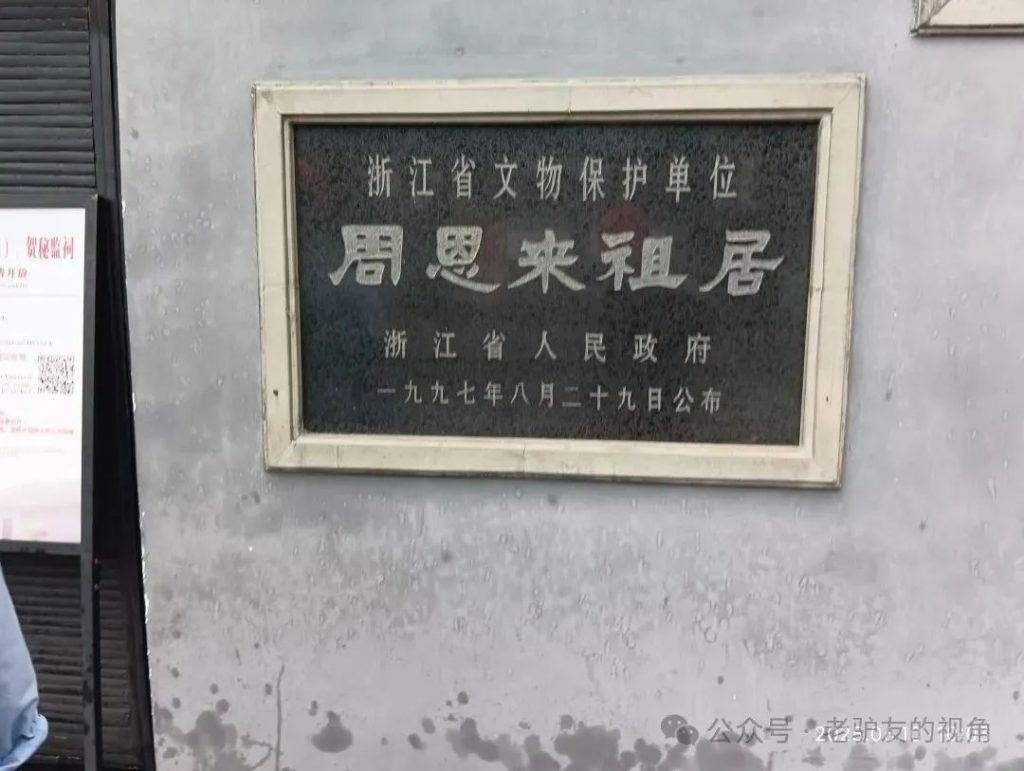 浙江省文物保护单位
周恩来祖居
浙江省人民政府
一九九七年八月二十九日公布
贺秘监祠
公众号·老驴友的视角